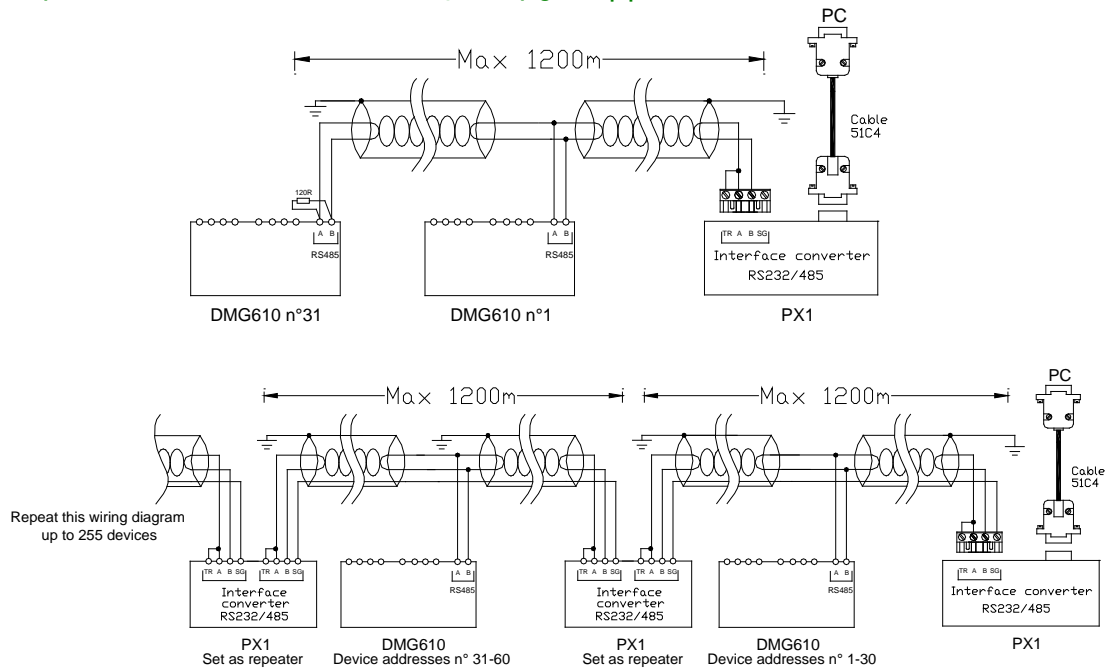 PC
Max 1200m
Cable
51C4
120R
A B
RS485
A B
RS485
TR A B SG
Interface converter
RS232/485
DMG610 n°31
DMG610 n°1
PX1
PC
Max 1200m
Max 1200m
Cable
51C4
Repeat this wiring diagram
up to 255 devices
TR A B SG
TR A B SG
Interface
converter
RS232/485
PX1
Set as repeater
A B
RS485
DMG610
Device addresses n° 31-60
TR A B SG
TR A B SG
Interface
converter
RS232/485
PX1
Set as repeater
A B
RS485
DMG610
Device addresses n° 1-30
TR A B SG
Interface converter
RS232/485
PX1